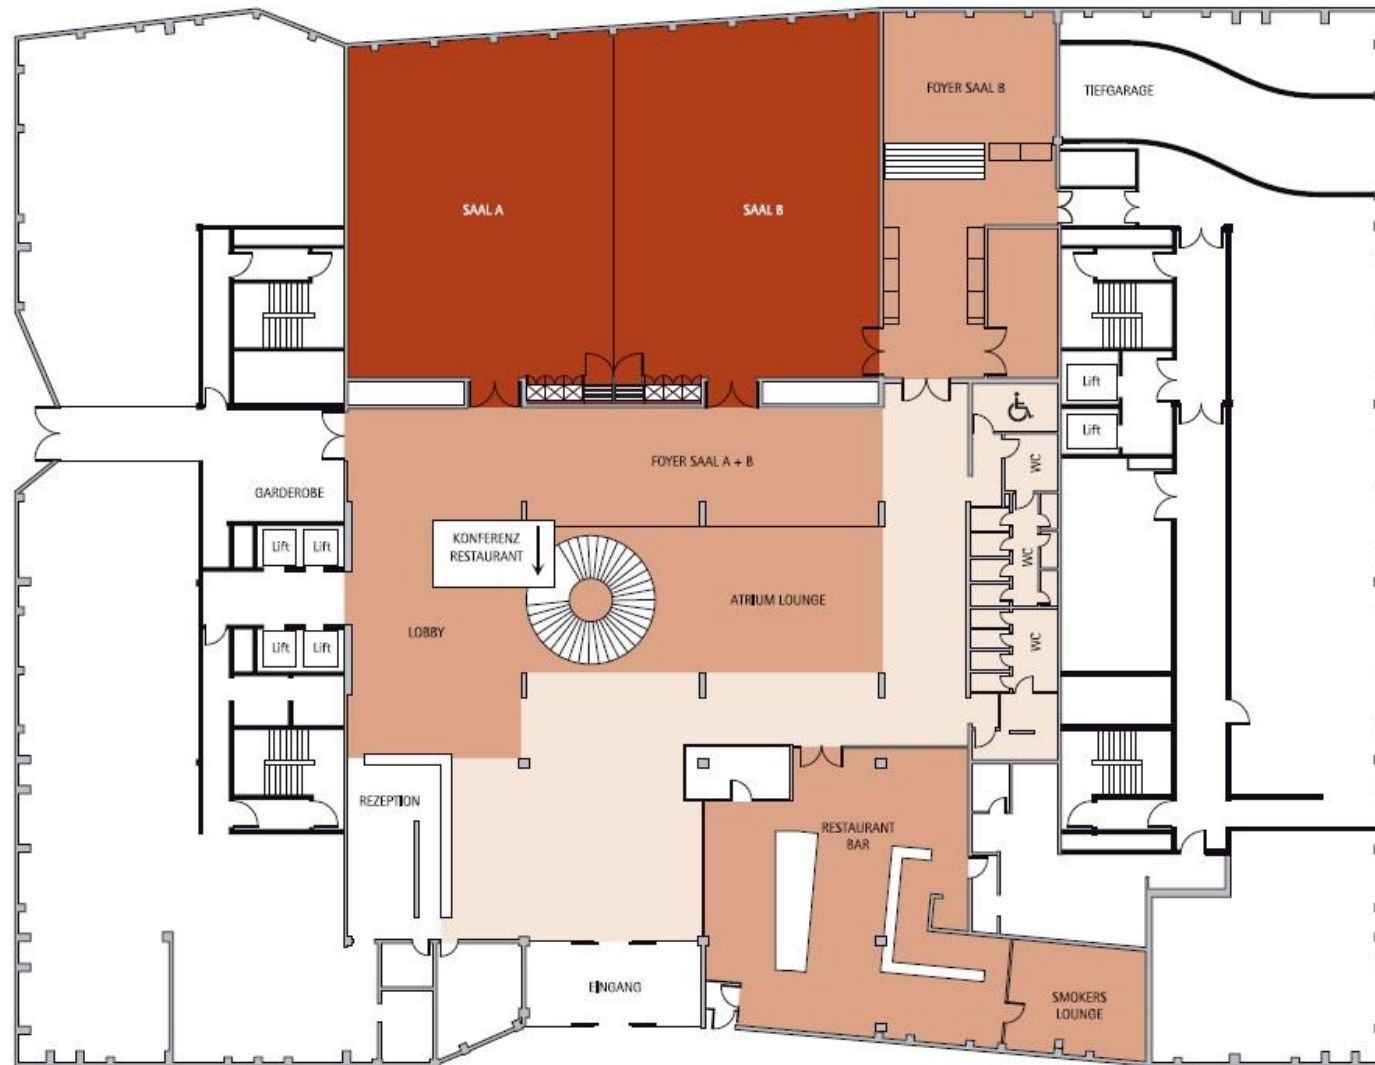 FOYER SAAL B
TIEFGARAGE
SAAL A
SAAL B
Lift
Lift
FOYER SAAL A + B
WC
GARDEROBE
KONFERENZ
RESTAURANT
Lift
Lift
WC
ATRIUM LOUNGE
LOBBY
Lift
Lift
WC
REZEPTION
RESTAURANT
BAR
EINGANG
SMOKERS
LOUNGE